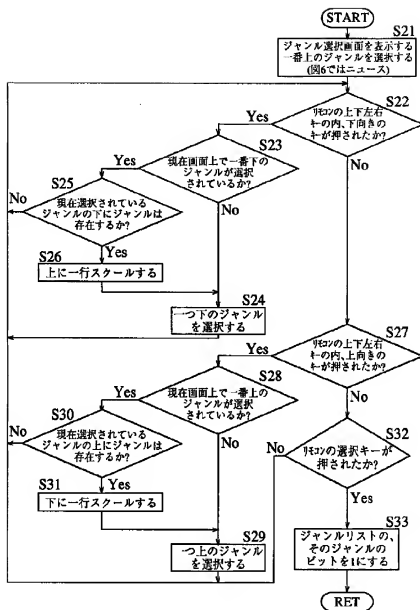 START
S21
ジャンル選択画面を表示する
一番上のジャンルを選択する
(図6ではニュース)
S22
リモコンの上下左右
キーの内、下向きの
キーが押されたか?
Yes
No
S23
現在画面上で一番下の
ジャンルが選択
されているか?
Yes
No
S25
現在選択されている
ジャンルの下にジャンルは
存在するか?
No
Yes
S26
上に一行スクールする
S24
一つ下のジャンル
を選択する
S27
リモコンの上下左右
キーの内、上向きの
キーが押されたか?
Yes
No
S28
現在画面上で一番上の
ジャンルが選択
されているか?
Yes
No
S30
現在選択されている
ジャンルの上にジャンルは
存在するか?
No
Yes
S31
下に一行スクールする
S29
一つ上のジャンル
を選択する
S32
リモコンの選択キーが
押されたか?
No
Yes
S33
ジャンルリストの、
そのジャンルの
ビットを1にする
RET